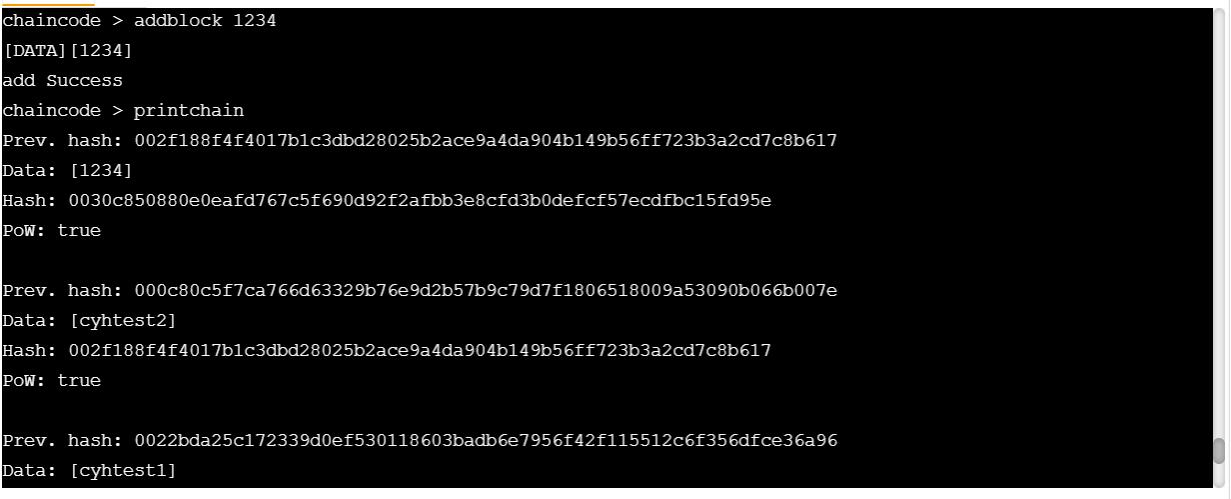 chaincode > addblock 1234
[DATA][1234]
add Success
chaincode > printchain
Prev. hash: 002f188f4f4017b1c3dbd28025b2ace9a4da904b149b56ff723b3a2cd7c8b617
Data: [1234]
Hash: 0030c850880e0eafd767c5f690d92f2afbb3e8cfd3b0defcf57ecdfbc15fd95e
PoW: true
Prev. hash: 000c80c5f7ca766d63329b76e9d2b57b9c79d7f1806518009a53090b066b007e
Data: [cyhtest2]
Hash: 002f188f4f4017b1c3dbd28025b2ace9a4da904b149b56ff723b3a2cd7c8b617
PoW: true
Prev. hash: 0022bda25c172339d0ef530118603badb6e7956f42f115512c6f356dfce36a96
Data: [cyhtest1]